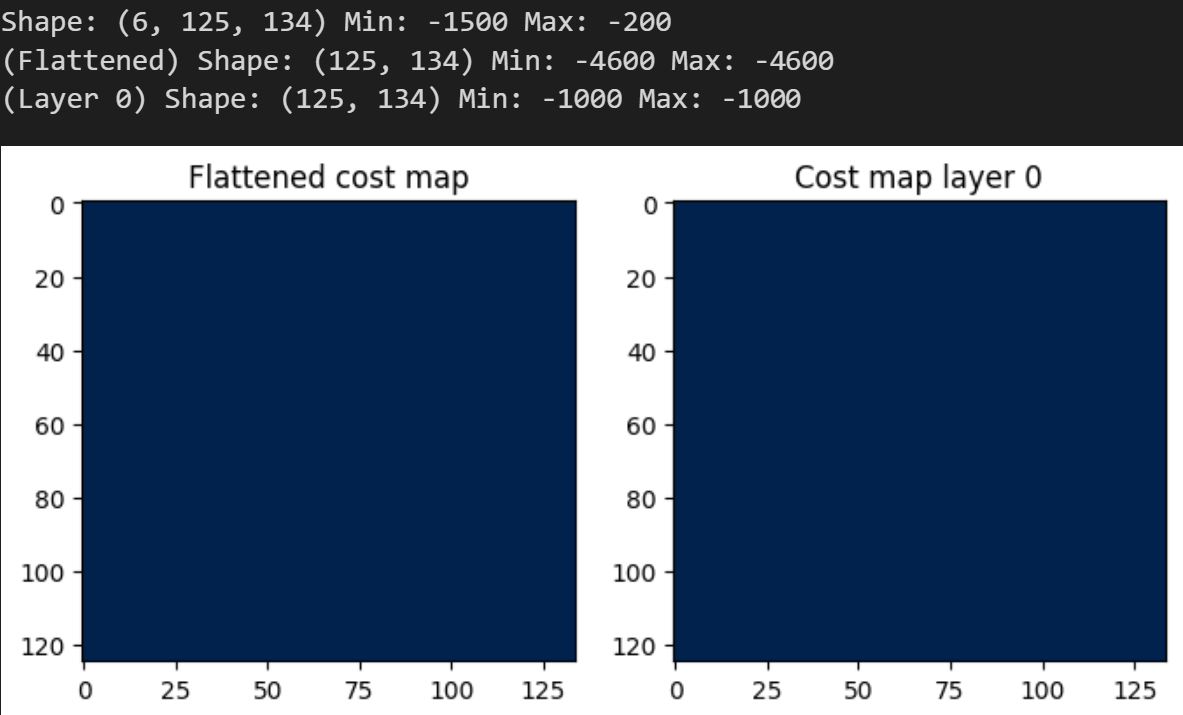 Shape: (6, 125, 134) Min: -1500 Max: -200
(Flattened) Shape: (125, 134) Min: -4600 Max: -4600
(Layer 0) Shape: (125, 134) Min: -1000 Max: -1000
Flattened cost map
0
20
40
60
80
100
120
0 25 50 75 100 125
Cost map layer 0
0
20
40
60
80
100
120
0 25 50 75 100 125